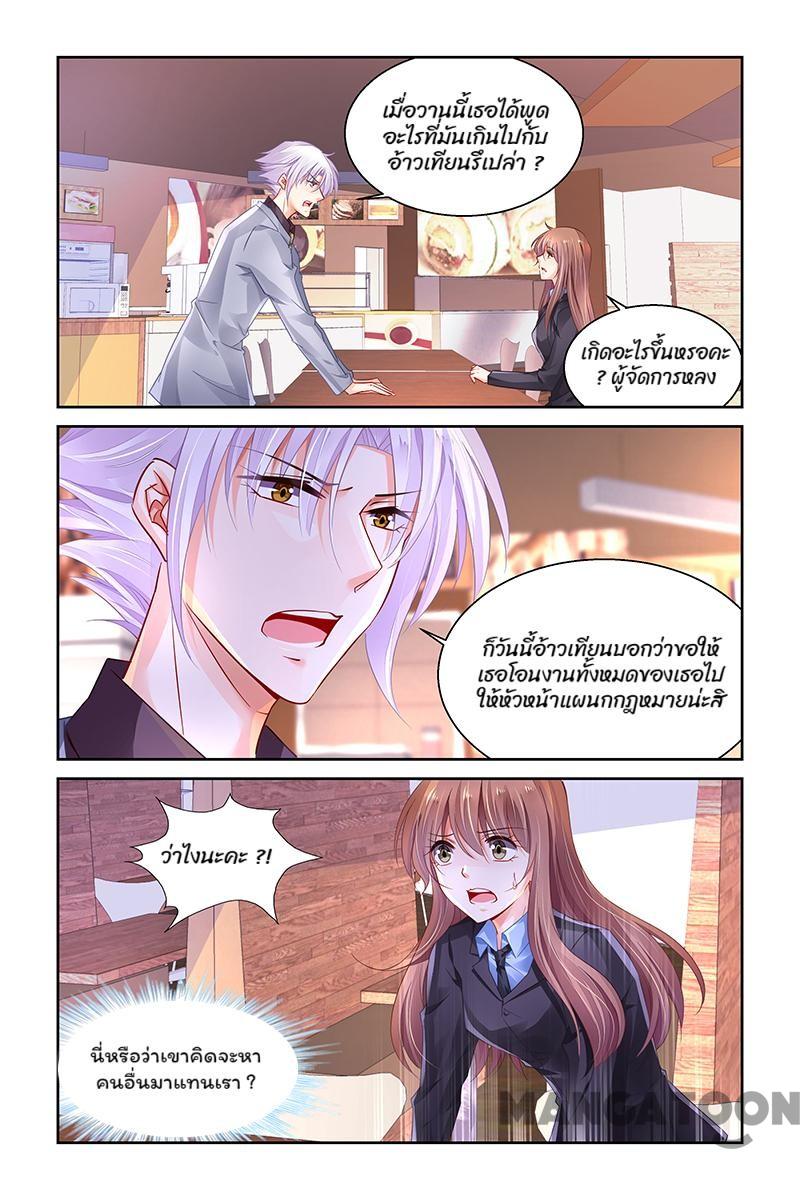 เมื่อวานนี้เธอได้พูด
อะไรที่มันเกินไปกับ
อ้าวเทียนรึเปล่า ?
เกิดอะไรขึ้นหรอคะ
? ผู้จัดการหลง
ก็วันนี้อ้าวเทียนบอกว่าขอให้
เธอโอนงานทั้งหมดของเธอไป
ให้หัวหน้าแผนกกฎหมายน่ะสิ
ว่าไงนะคะ ?!
นี่หรือว่าเขาคิดจะหา
คนอื่นมาแทนเรา ?
MANGATOON